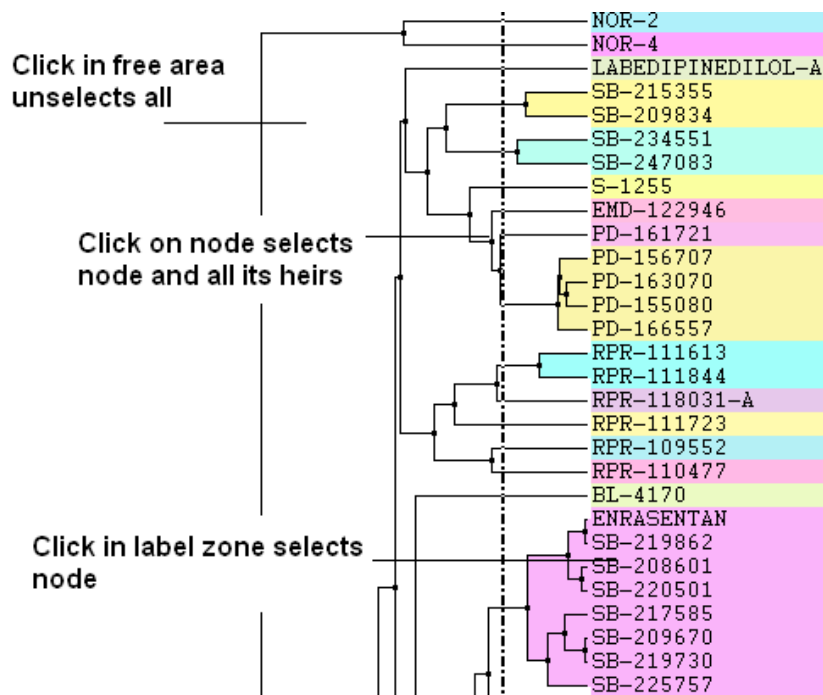 NOR-2
NOR-4
Click in free area
unselects all
LABEDIPINEDILOL-A
SB-215355
SB-209834
SB-234551
SB-247083
S-1255
EMD-122946
Click on node selects
node and all its heirs
PD-161721
PD-156707
PD-163070
PD-155080
PD-166557
RPR-111613
RPR-111844
RPR-118031-A
RPR-111723
RPR-109552
RPR-110477
BL-4170
Click in label zone selects
node
ENRASENTAN
SB-219862
SB-208601
SB-220501
SB-217585
SB-209670
SB-219730
SB-225757